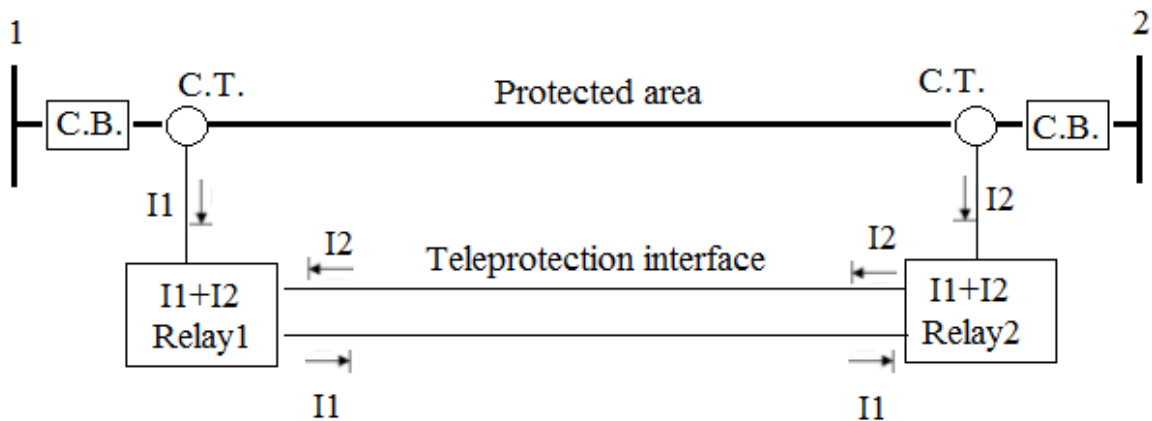 1
2
C.T.
C.T.
Protected area
C.B.
C.B.
I1
I2
I2
Teleprotection interface
I2
I1+I2
Relay1
I1+I2
Relay2
I1
I1